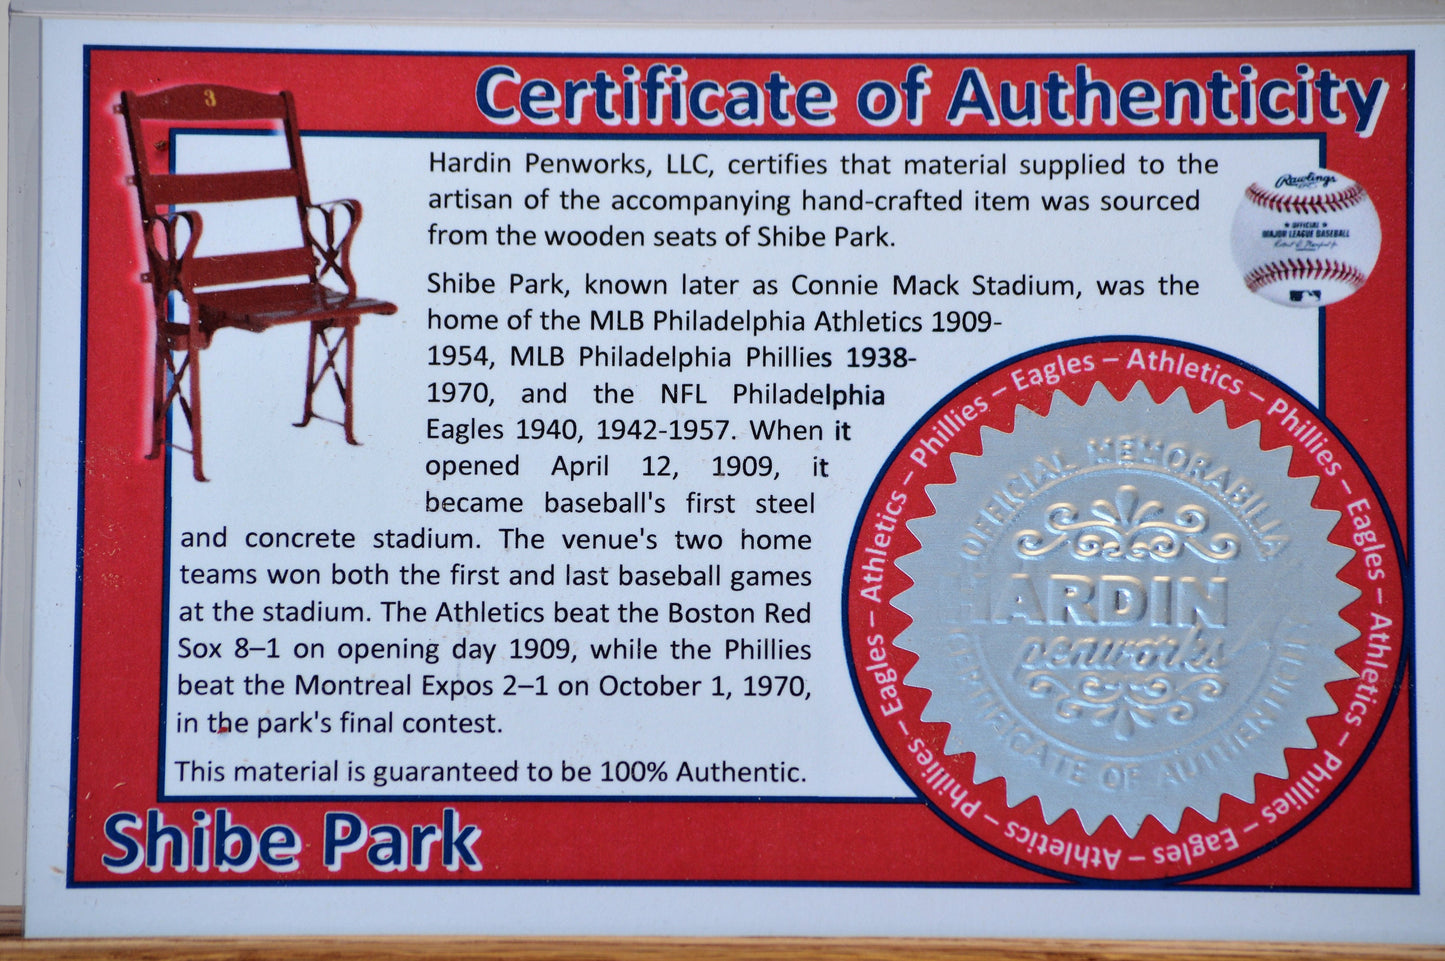 Certificate of Authenticity
3
Hardin Penworks, LLC, certifies that material supplied to the
artisan of the accompanying hand-crafted item was sourced
from the wooden seats of Shibe Park.
Rawlings
OFFICIAL
MAJOR LEAGUE BASEBALL
Shibe Park, known later as Connie Mack Stadium, was the
home of the MLB Philadelphia Athletics 1909-
1954, MLB Philadelphia Phillies 1938-
1970, and the NFL Philadelphia
Eagles 1940, 1942-1957. When it
opened April 12, 1909, it
became baseball's first steel
and concrete stadium. The venue's two home
teams won both the first and last baseball games
at the stadium. The Athletics beat the Boston Red
Sox 8–1 on opening day 1909, while the Phillies
beat the Montreal Expos 2–1 on October 1, 1970,
in the park's final contest.
This material is guaranteed to be 100% Authentic.
Eagles – Athletics – Phillies – Eagles – Athletics – Phillies – Eagles – Athletics – Phillies – Eagles – Athletics – Phillies –
OFFICIAL MEMORABILIA
HARDIN
penworks
CERTIFICATE OF AUTHENTICITY
Shibe Park